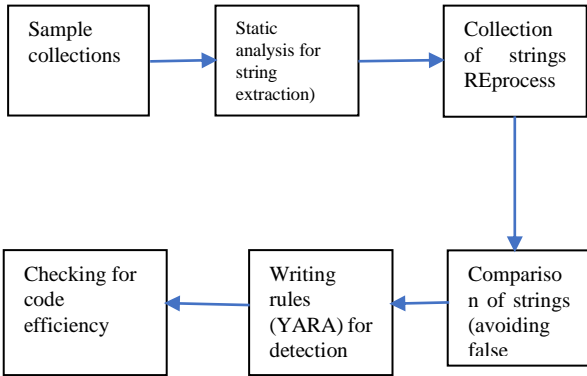 Sample
collections
Static
analysis for
string
extraction)
Collection
of strings
REprocess
Compariso
n of strings
(avoiding
false
Writing
rules
(YARA) for
detection
Checking for
code
efficiency